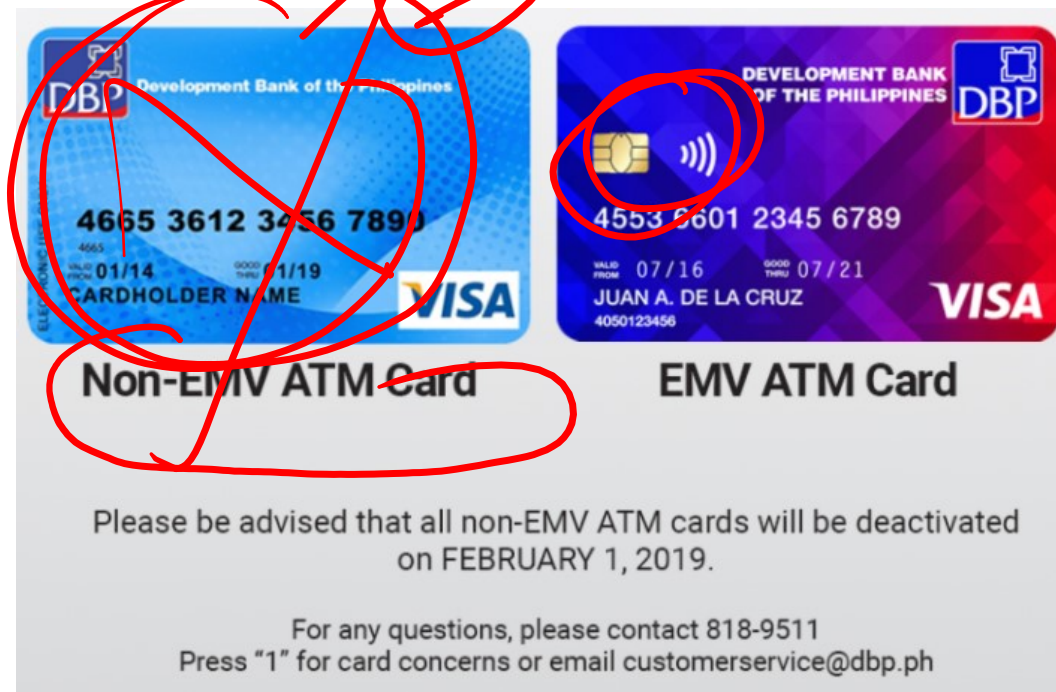 DBP
Development Bank of the Philippines
4665 3612 3456 7890
4665
VALID FROM 01/14 GOOD THRU 01/19
CARDHOLDER NAME
VISA
DEVELOPMENT BANK
OF THE PHILIPPINES
DBP
4553 6601 2345 6789
VALID FROM 07/16 GOOD THRU 07/21
JUAN A. DE LA CRUZ
4050123456
VISA
Non-EMV ATM Card
EMV ATM Card
Please be advised that all non-EMV ATM cards will be deactivated
on FEBRUARY 1, 2019.
For any questions, please contact 818-9511
Press “1” for card concerns or email customerservice@dbp.ph